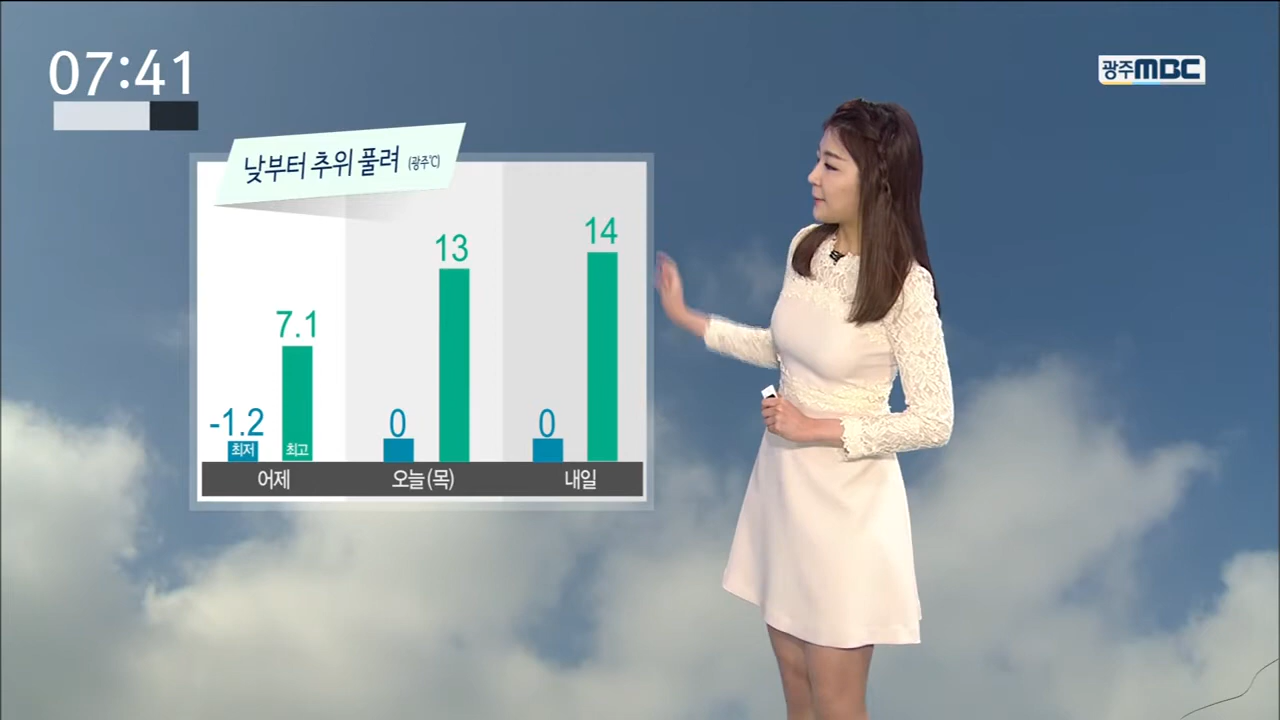 07:41
광주MBC
낮부터 추위 풀려 (광주℃)
-1.2
7.1
0
13
0
14
최저
최고
어제
오늘(목)
내일